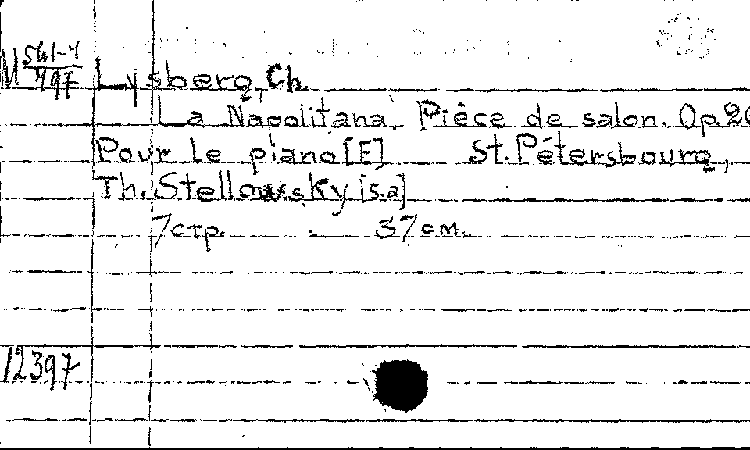 М 561-4/497 Lysberg, Ch.
La Napolitana. Pièce de salon. Op.26
Pour le piano [E] St. Pétersbourg,
Th. Stellowsky [s.a]
7 стр. 37 см.
12397